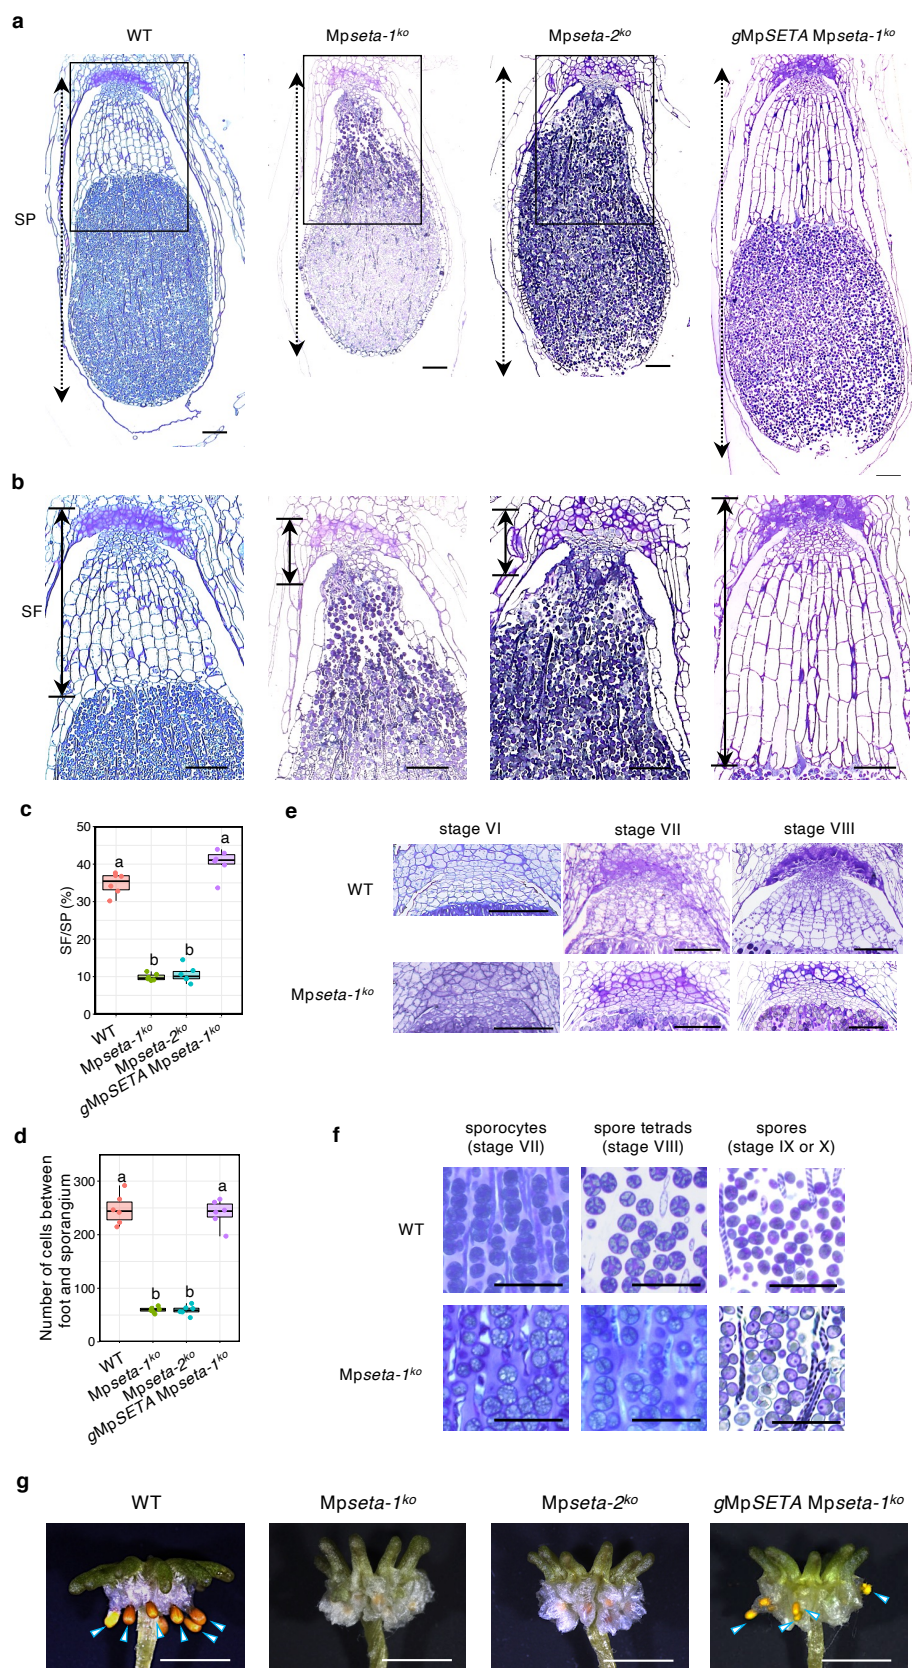 a
WT
Mpseta-1ko
Mpseta-2ko
gMpSETA Mpseta-1ko
SP
b
SF
c
SF/SP (%)
50
40
30
20
10
0
a
b
b
a
WT
Mpseta-1ko
Mpseta-2ko
gMpSETA Mpseta-1ko
d
Number of cells between
foot and sporangium
300
200
100
0
a
b
b
a
WT
Mpseta-1ko
Mpseta-2ko
gMpSETA Mpseta-1ko
e
stage VI
stage VII
stage VIII
WT
Mpseta-1ko
f
sporocytes
(stage VII)
spore tetrads
(stage VIII)
spores
(stage IX or X)
WT
Mpseta-1ko
g
WT
Mpseta-1ko
Mpseta-2ko
gMpSETA Mpseta-1ko